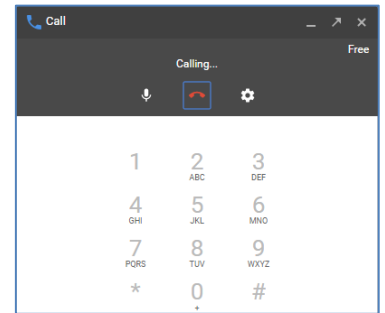 Call
Free
Calling...
1 2 3
ABC DEF
4 5 6
GHI JKL MNO
7 8 9
PQRS TUV WXYZ
* 0 #
+